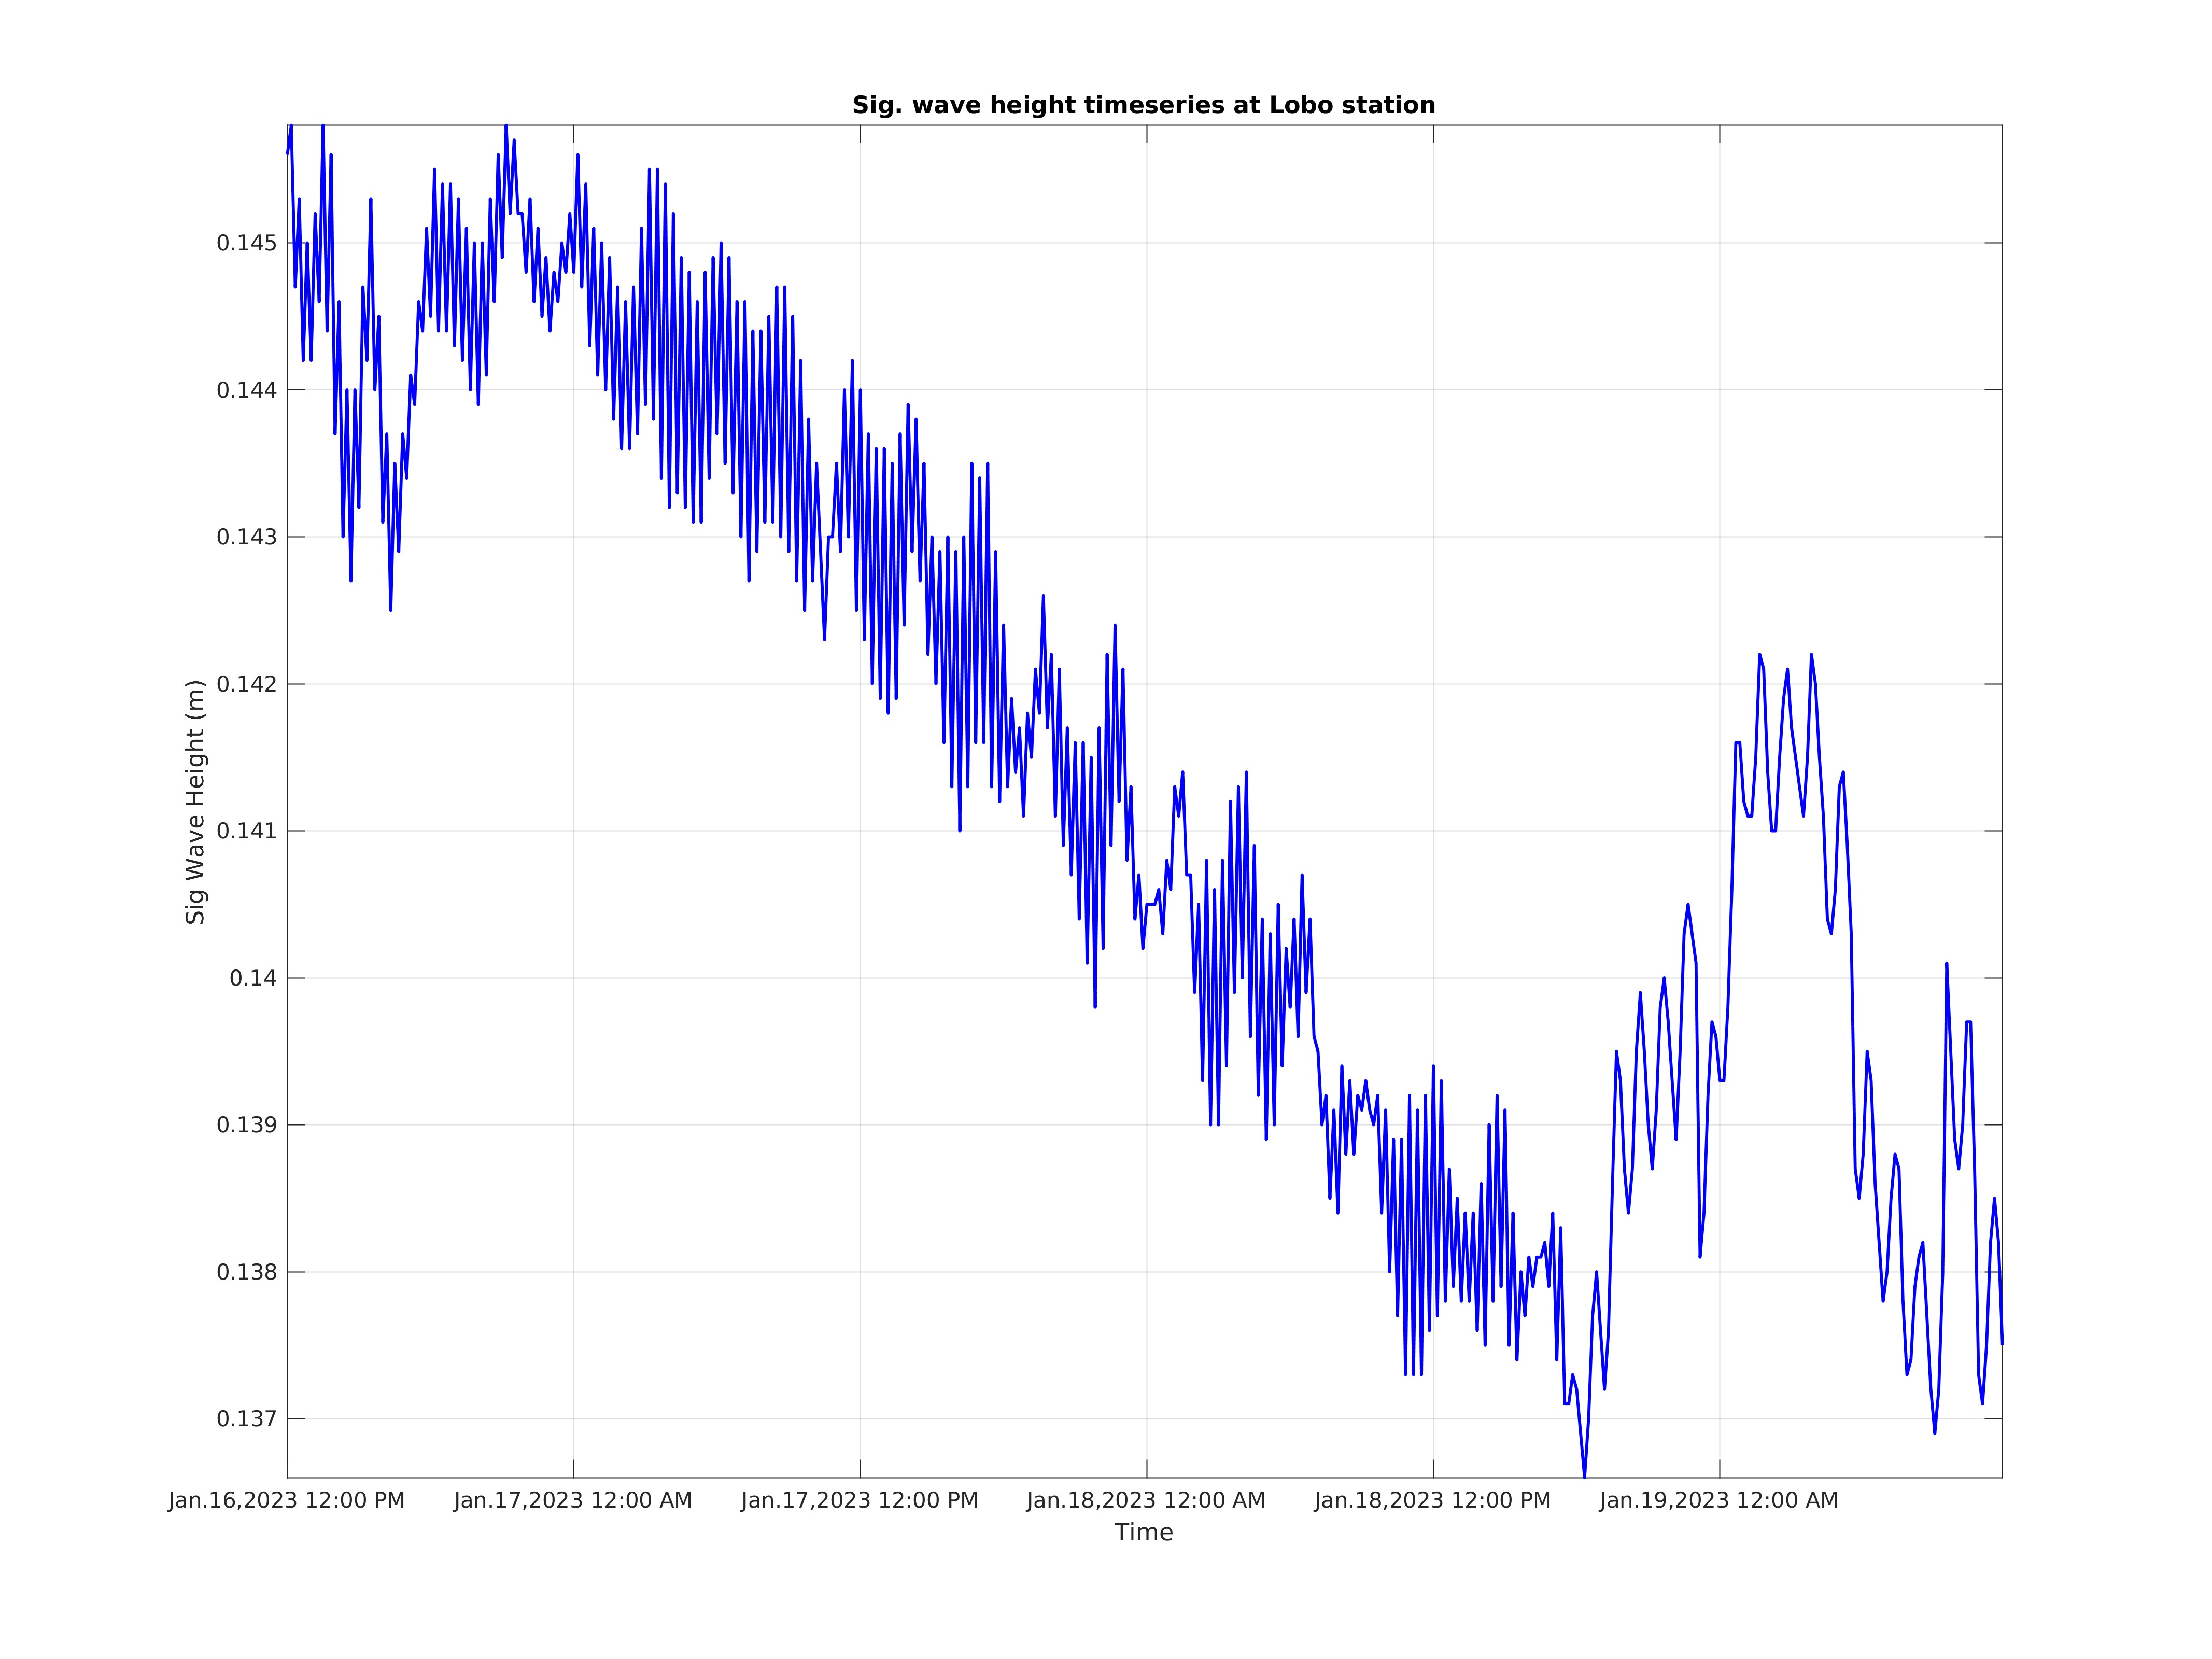 Sig. wave height timeseries at Lobo station
Sig Wave Height (m)
0.145
0.144
0.143
0.142
0.141
0.14
0.139
0.138
0.137
Jan.16,2023 12:00 PM
Jan.17,2023 12:00 AM
Jan.17,2023 12:00 PM
Jan.18,2023 12:00 AM
Jan.18,2023 12:00 PM
Jan.19,2023 12:00 AM
Time